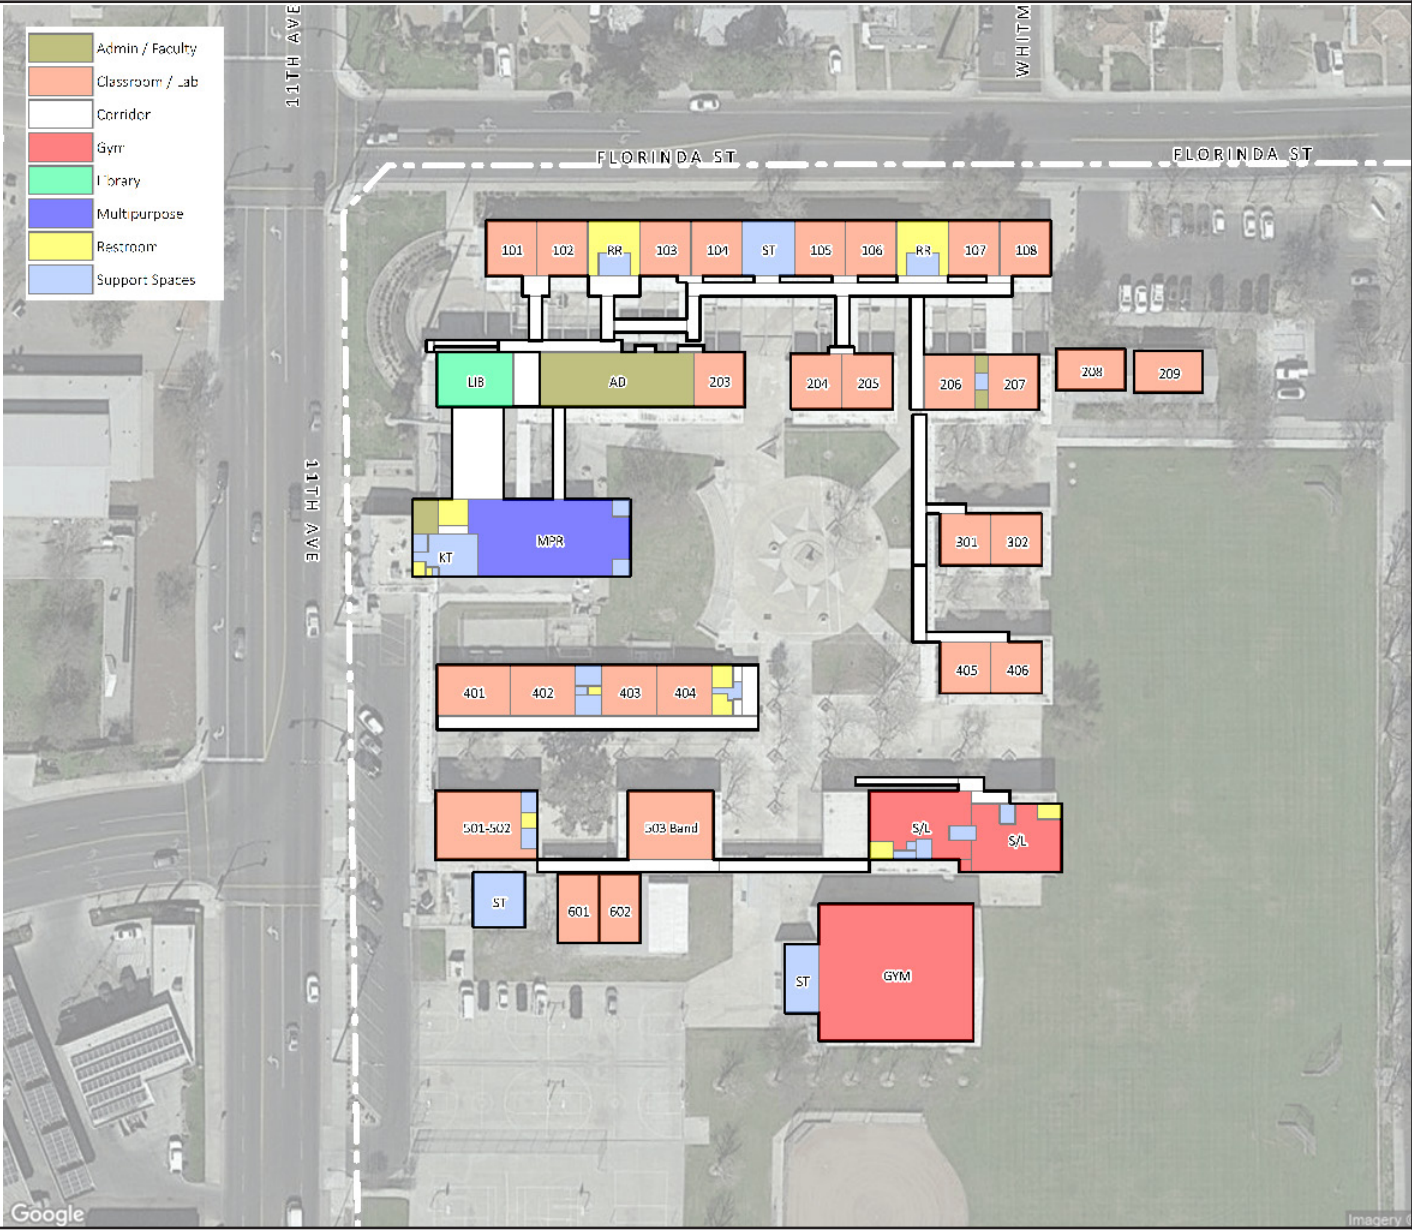 11TH AVE
WHITM
Admin / Faculty
Classroom / Lab
Corridor
Gym
Library
Multipurpose
Restroom
Support Spaces
FLORINDA ST
FLORINDA ST
101 102 RR 103 104 ST 105 106 RR 107 108
LIB AD 203 204 205 206 207 208 209
11TH AVE
KT MPR 301 302
401 402 403 404 405 406
501-502 503 Band S/L S/L
ST 601 602
ST GYM
Google
Imagery